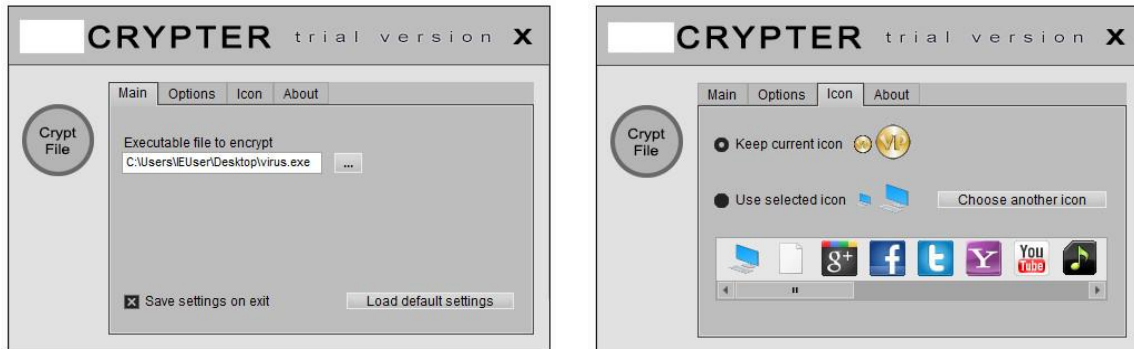 CRYPTER trial version X
Main Options Icon About
Crypt
File
Executable file to encrypt
C:\Users\IEUser\Desktop\virus.exe ...
Save settings on exit Load default settings
CRYPTER trial version X
Main Options Icon About
Crypt
File
Keep current icon VIP
Use selected icon Choose another icon
g+ f t Y You
Tube